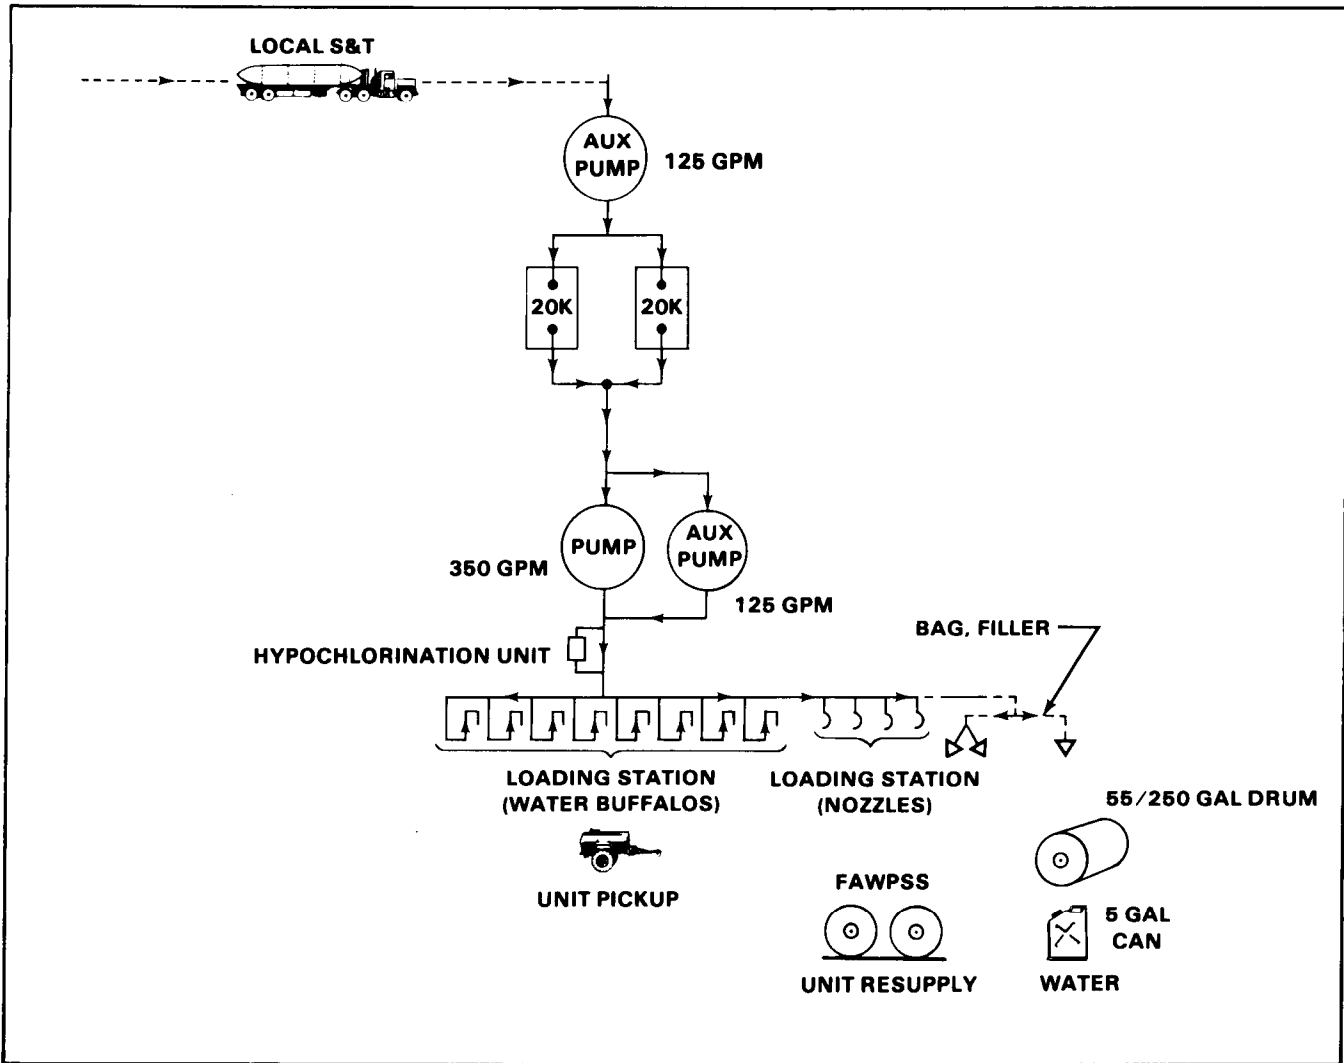 LOCAL S&T
AUX
PUMP
125 GPM
20K
20K
PUMP
AUX
PUMP
350 GPM
125 GPM
BAG, FILLER
HYPOCHLORINATION UNIT
LOADING STATION
(WATER BUFFALOS)
LOADING STATION
(NOZZLES)
55/250 GAL DRUM
UNIT PICKUP
FAWPSS
5 GAL
CAN
UNIT RESUPPLY
WATER